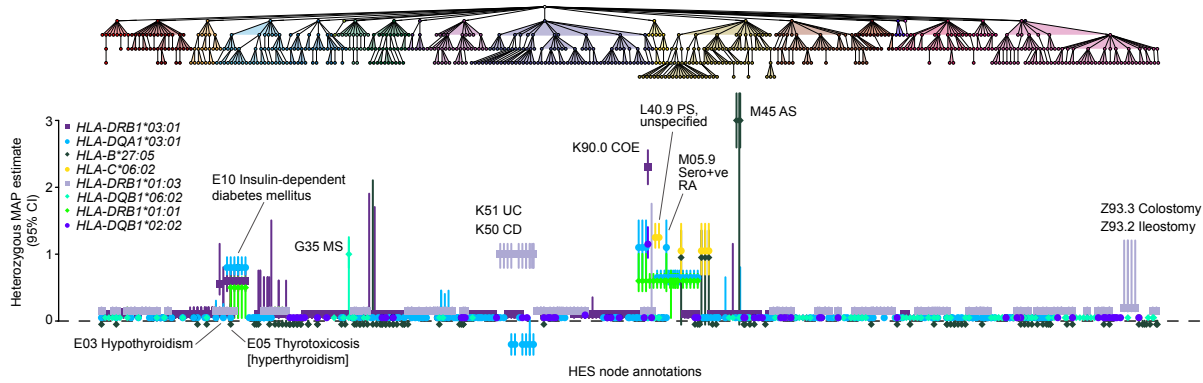 L40.9 PS,
unspecified
M45 AS
3
HLA-DRB1*03:01
HLA-DQA1*03:01
HLA-B*27:05
HLA-C*06:02
HLA-DRB1*01:03
HLA-DQB1*06:02
HLA-DRB1*01:01
HLA-DQB1*02:02
K90.0 COE
M05.9
Sero+ve
RA
E10 Insulin-dependent
diabetes mellitus
2
K51 UC
K50 CD
Z93.3 Colostomy
Z93.2 Ileostomy
G35 MS
1
0
Heterozygous MAP estimate
(95% CI)
E03 Hypothyroidism
E05 Thyrotoxicosis
[hyperthyroidism]
HES node annotations